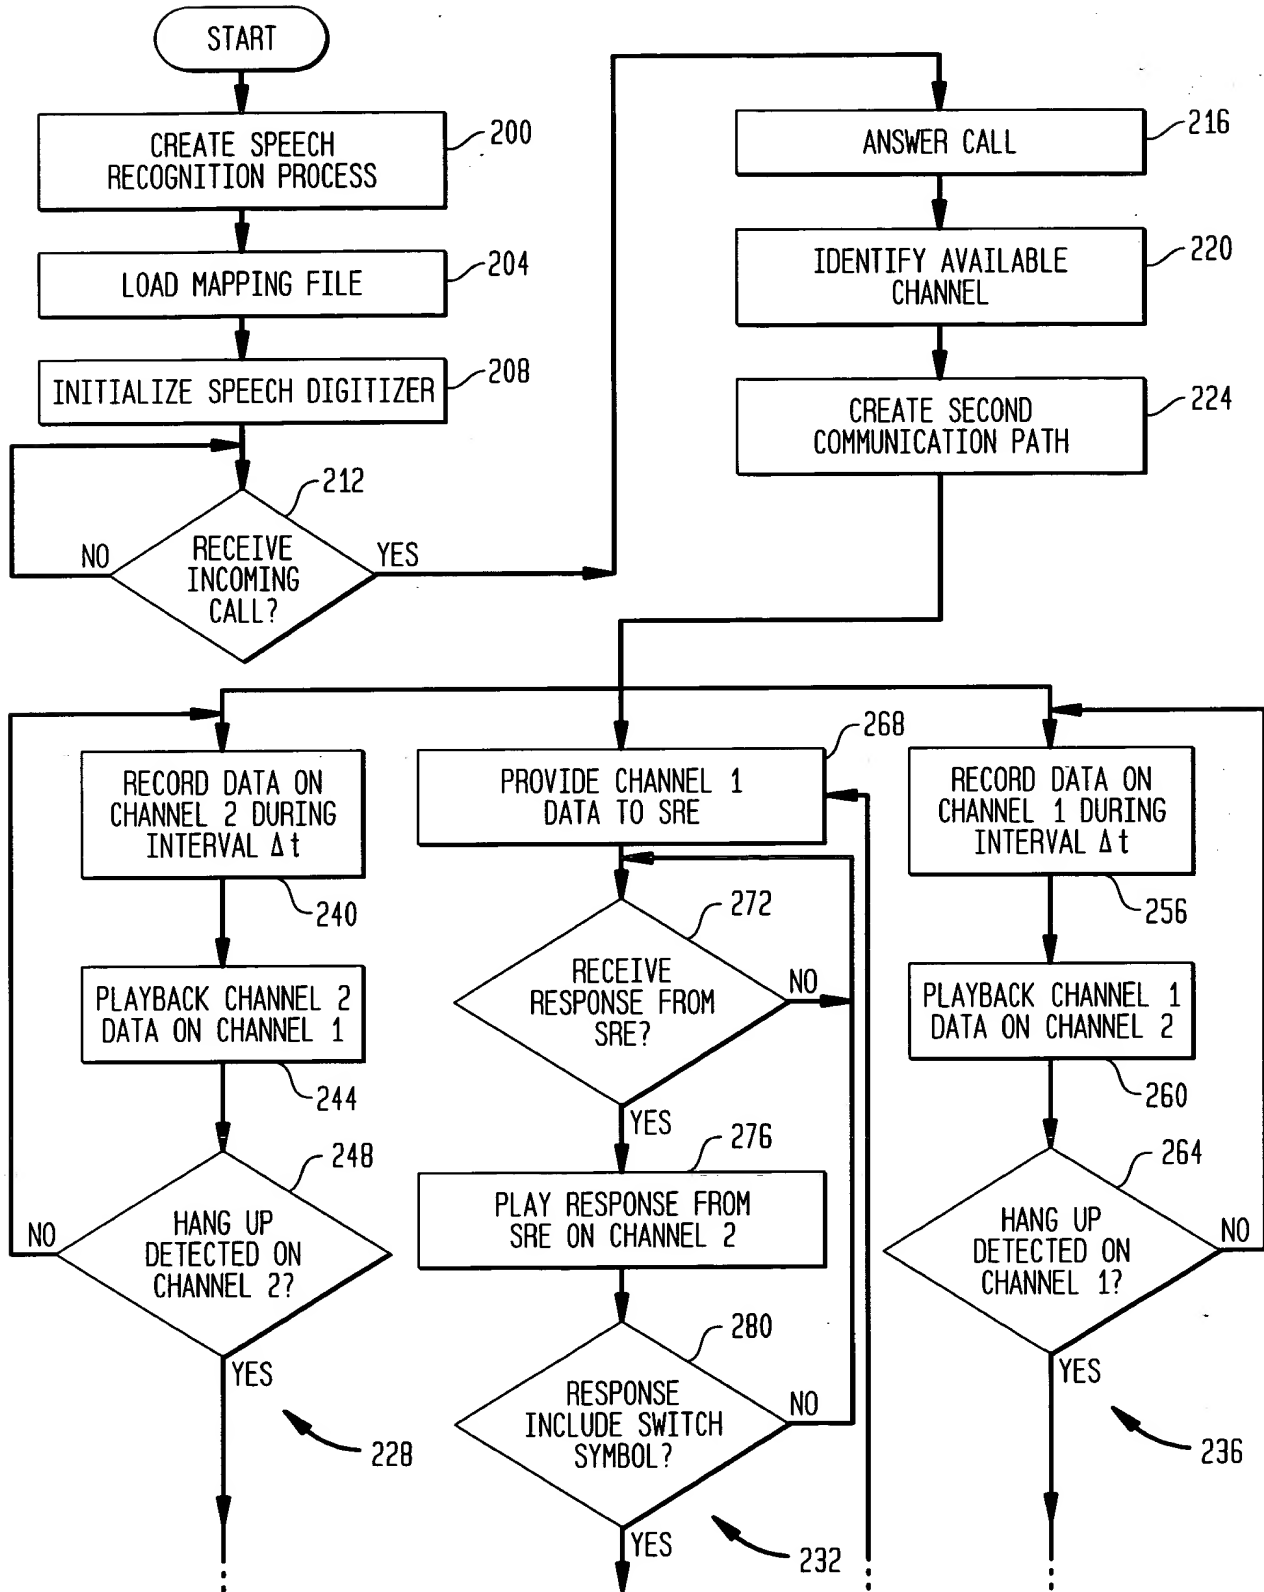 START
CREATE SPEECH
RECOGNITION PROCESS
200
LOAD MAPPING FILE
204
INITIALIZE SPEECH DIGITIZER
208
212
RECEIVE
INCOMING
CALL?
NO
YES
ANSWER CALL
216
IDENTIFY AVAILABLE
CHANNEL
220
CREATE SECOND
COMMUNICATION PATH
224
RECORD DATA ON
CHANNEL 2 DURING
INTERVAL Δt
240
PLAYBACK CHANNEL 2
DATA ON CHANNEL 1
244
248
HANG UP
DETECTED ON
CHANNEL 2?
NO
YES
228
268
PROVIDE CHANNEL 1
DATA TO SRE
272
RECEIVE
RESPONSE FROM
SRE?
NO
YES
276
PLAY RESPONSE FROM
SRE ON CHANNEL 2
280
RESPONSE
INCLUDE SWITCH
SYMBOL?
NO
YES
232
RECORD DATA ON
CHANNEL 1 DURING
INTERVAL Δt
256
PLAYBACK CHANNEL 1
DATA ON CHANNEL 2
260
264
HANG UP
DETECTED ON
CHANNEL 1?
NO
YES
236